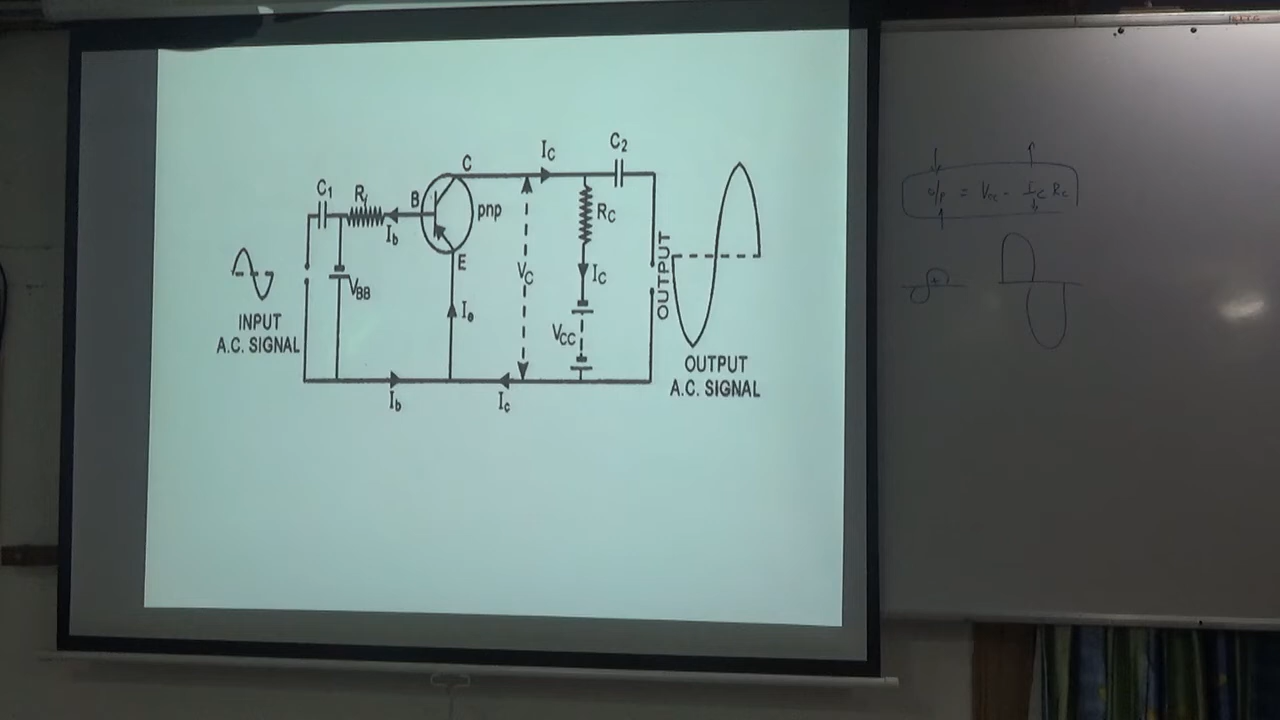 C₁
R
I_b
B
C
pnp
E
I_C
C₂
R_C
I_C
V_C
V_CC
V_BB
I_e
I_b
I_c
INPUT
A.C. SIGNAL
OUTPUT
OUTPUT
A.C. SIGNAL
O/P = V_CC - I_C R_C